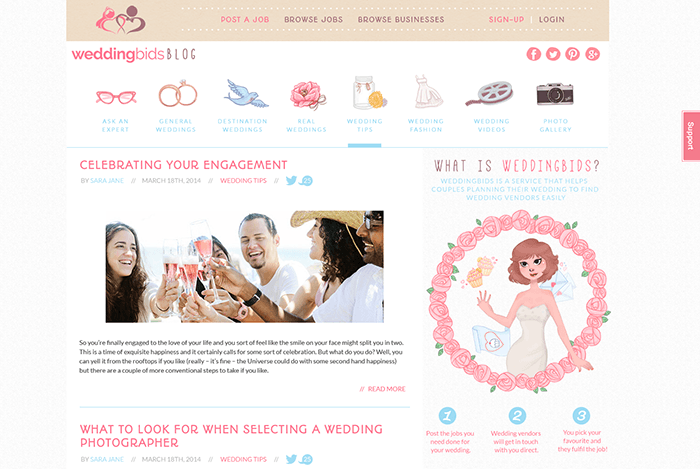 POST A JOB BROWSE JOBS BROWSE BUSINESSES SIGN-UP | LOGIN
weddingbids BLOG
ASK AN EXPERT
GENERAL WEDDINGS
DESTINATION WEDDINGS
REAL WEDDINGS
WEDDING TIPS
WEDDING FASHION
WEDDING VIDEOS
PHOTO GALLERY
Support
CELEBRATING YOUR ENGAGEMENT
BY SARA JANE // MARCH 18TH, 2014 // WEDDING TIPS // 25
So you're finally engaged to the love of your life and you sort of feel like the smile on your face might split you in two.
This is a time of exquisite happiness and it certainly calls for some sort of celebration. But what do you do? Well, you
can yell it from the rooftops if you like (really – it's fine – the Universe could do with some second hand happiness)
but there are a couple of more conventional steps to take if you like.
// READ MORE
WHAT TO LOOK FOR WHEN SELECTING A WEDDING
PHOTOGRAPHER
BY SARA JANE // MARCH 18TH, 2014 // WEDDING TIPS // 25
WHAT IS WEDDINGBIDS?
WEDDINGBIDS IS A SERVICE THAT HELPS
COUPLES PLANNING THEIR WEDDING TO FIND
WEDDING VENDORS EASILY
1
Post the jobs you
need done for
your wedding.
2
Wedding vendors
will get in touch
with you direct.
3
You pick your
favourite and
they fulfil the job!